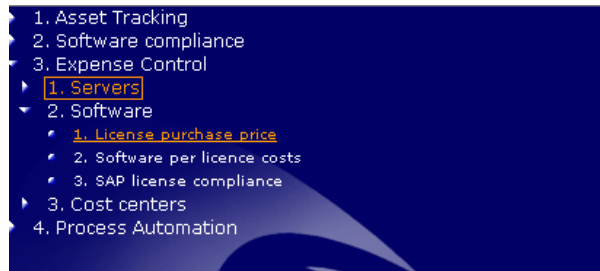 1. Asset Tracking
2. Software compliance
3. Expense Control
1. Servers
2. Software
1. License purchase price
2. Software per licence costs
3. SAP license compliance
3. Cost centers
4. Process Automation